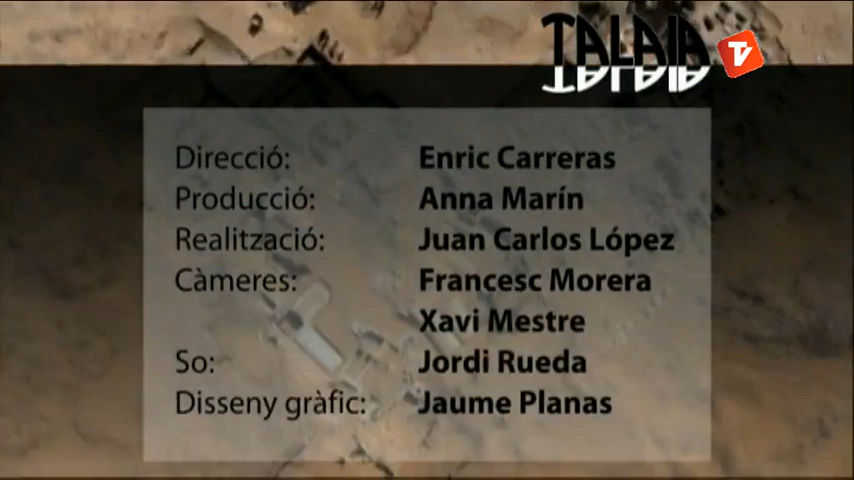 TALAIA
TV
Direcció: Enric Carreras
Producció: Anna Marín
Realització: Juan Carlos López
Càmeres: Francesc Morera
Xavi Mestre
So: Jordi Rueda
Disseny gràfic: Jaume Planas